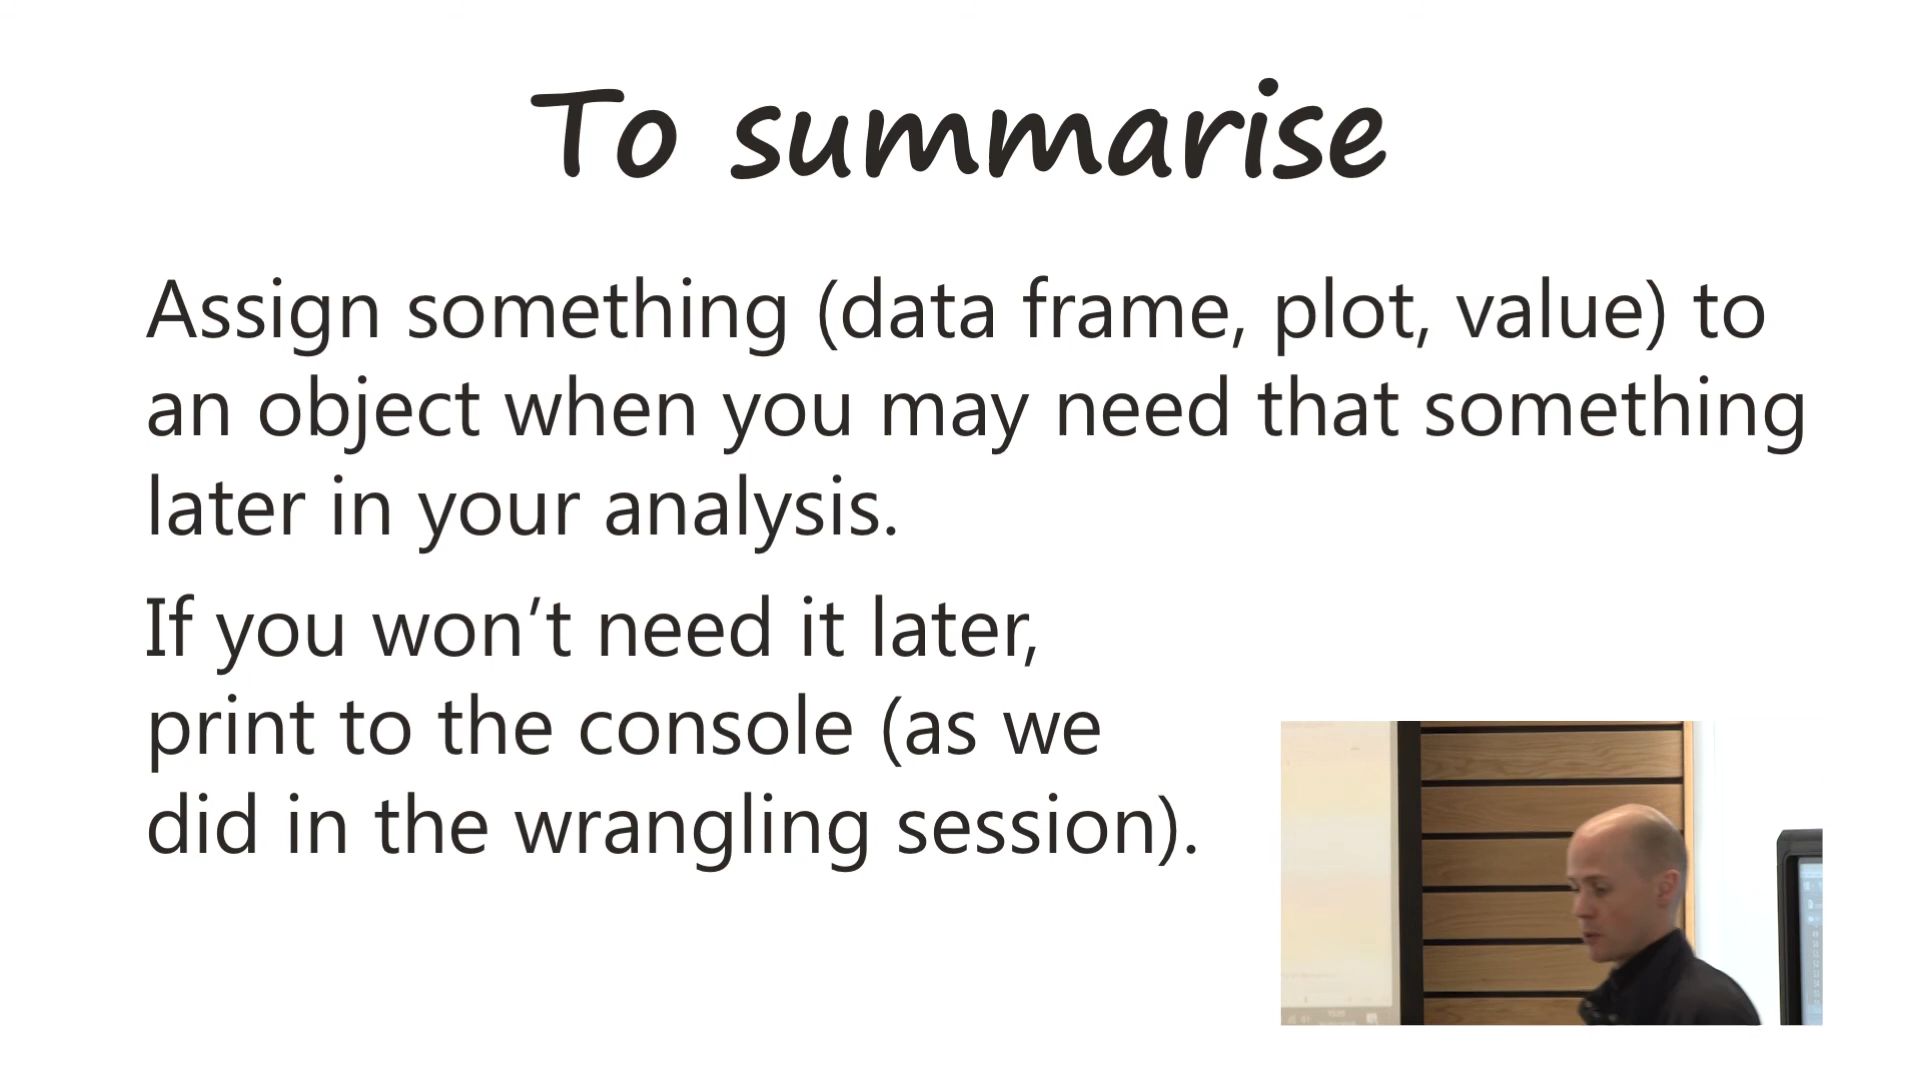 To summarise
Assign something (data frame, plot, value) to
an object when you may need that something
later in your analysis.
If you won’t need it later,
print to the console (as we
did in the wrangling session).